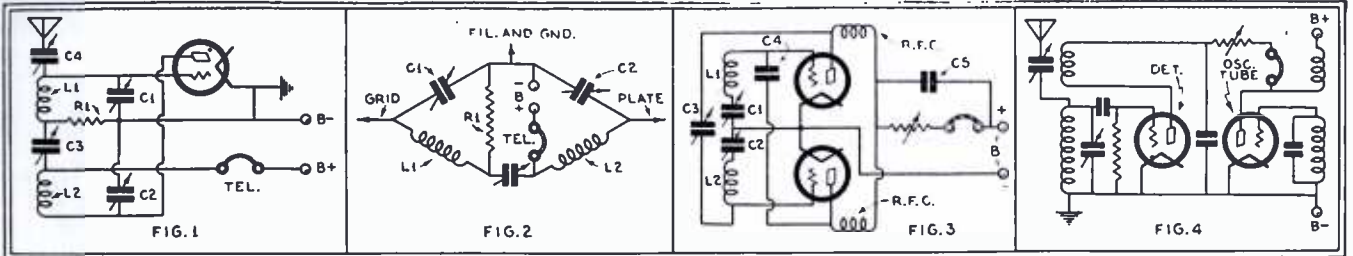 C4
L1
R1
C1
C3
L2
C2
B-
B+
TEL.
FIG.1
FIL. AND GND.
C1
C2
GRID
PLATE
R1
-
B
+
TEL.
L1
L2
FIG.2
C4
R.F.C.
L1
C5
C3
C1
C2
+
B
-
L2
R.F.C.
FIG.3
B+
DET.
OSC. TUBE
FIG.4
B-